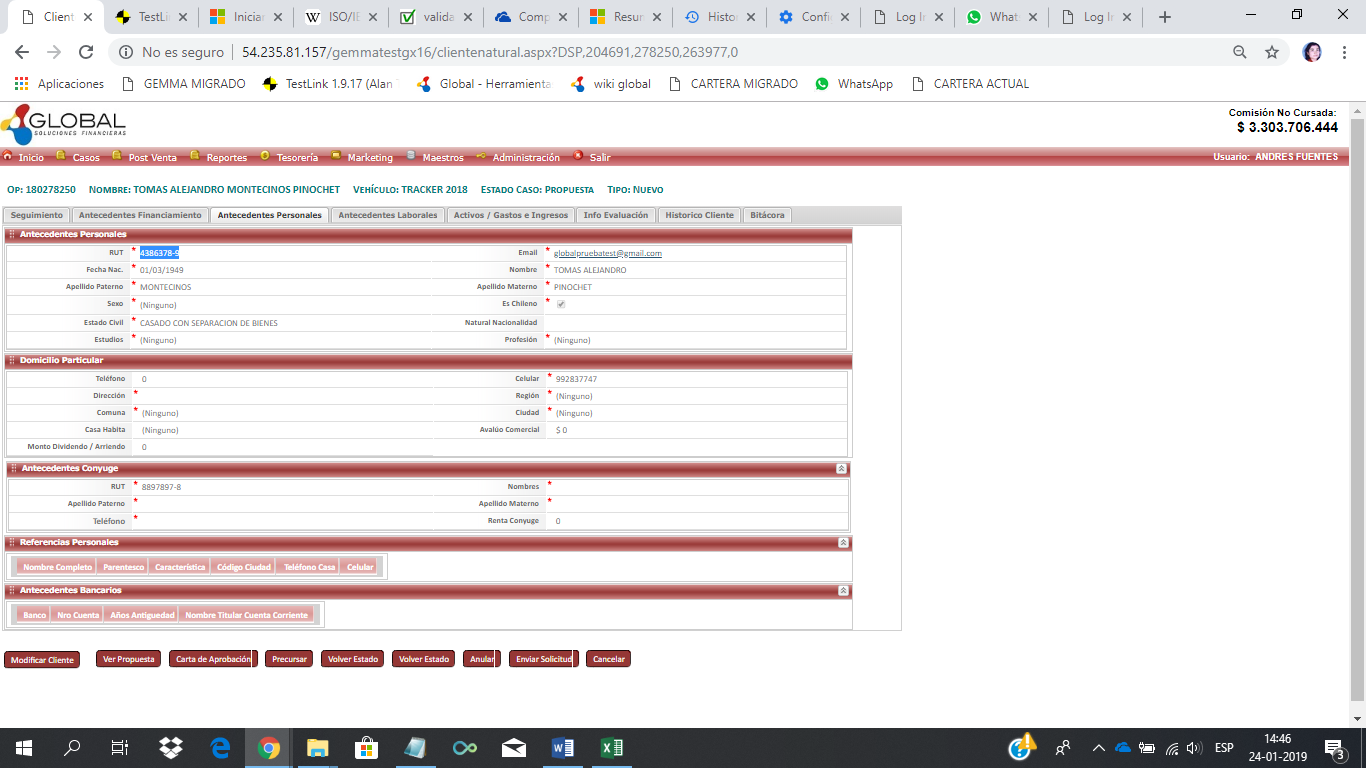 Client
TestLi
Iniciar
ISO/IE
valida
Comp
Resur
Histor
Confic
Log In
What:
Log In
No es seguro | 54.235.81.157/gemmatestgx16/clientenatural.aspx?DSP,204691,278250,263977,0
Aplicaciones GEMMA MIGRADO TestLink 1.9.17 (Alan Global - Herramienta: wiki global CARTERA MIGRADO WhatsApp CARTERA ACTUAL
GLOBAL
SOLUCIONES FINANCIERAS
Comisión No Cursada:
$ 3.303.706.444
Inicio Casos Post Venta Reportes Tesorería Marketing Maestros Administración Salir Usuario: ANDRES FUENTES
OP: 180278250 NOMBRE: TOMAS ALEJANDRO MONTECINOS PINOCHET VEHÍCULO: TRACKER 2018 ESTADO CASO: PROPUESTA TIPO: NUEVO
Seguimiento Antecedentes Financiamiento Antecedentes Personales Antecedentes Laborales Activos / Gastos e Ingresos Info Evaluación Historico Cliente Bitácora
Antecedentes Personales
RUT * 4386378-9 Email * globalpruebatest@gmail.com
Fecha Nac. * 01/03/1949 Nombre * TOMAS ALEJANDRO
Apellido Paterno * MONTECINOS Apellido Materno * PINOCHET
Sexo * (Ninguno) Es Chileno *
Estado Civil * CASADO CON SEPARACION DE BIENES Natural Nacionalidad
Estudios * (Ninguno) Profesión * (Ninguno)
Domicilio Particular
Teléfono 0 Celular * 992837747
Dirección * Región * (Ninguno)
Comuna * (Ninguno) Ciudad * (Ninguno)
Casa Habita (Ninguno) Avalúo Comercial $ 0
Monto Dividendo / Arriendo 0
Antecedentes Conyuge
RUT * 8897897-8 Nombres *
Apellido Paterno * Apellido Materno *
Teléfono * Renta Conyuge 0
Referencias Personales
Nombre Completo Parentesco Característica Código Ciudad Teléfono Casa Celular
Antecedentes Bancarios
Banco Nro Cuenta Años Antiguedad Nombre Titular Cuenta Corriente
Modificar Cliente Ver Propuesta Carta de Aprobación Precursar Volver Estado Volver Estado Anular Enviar Solicitud Cancelar
ESP
14:46
24-01-2019
3